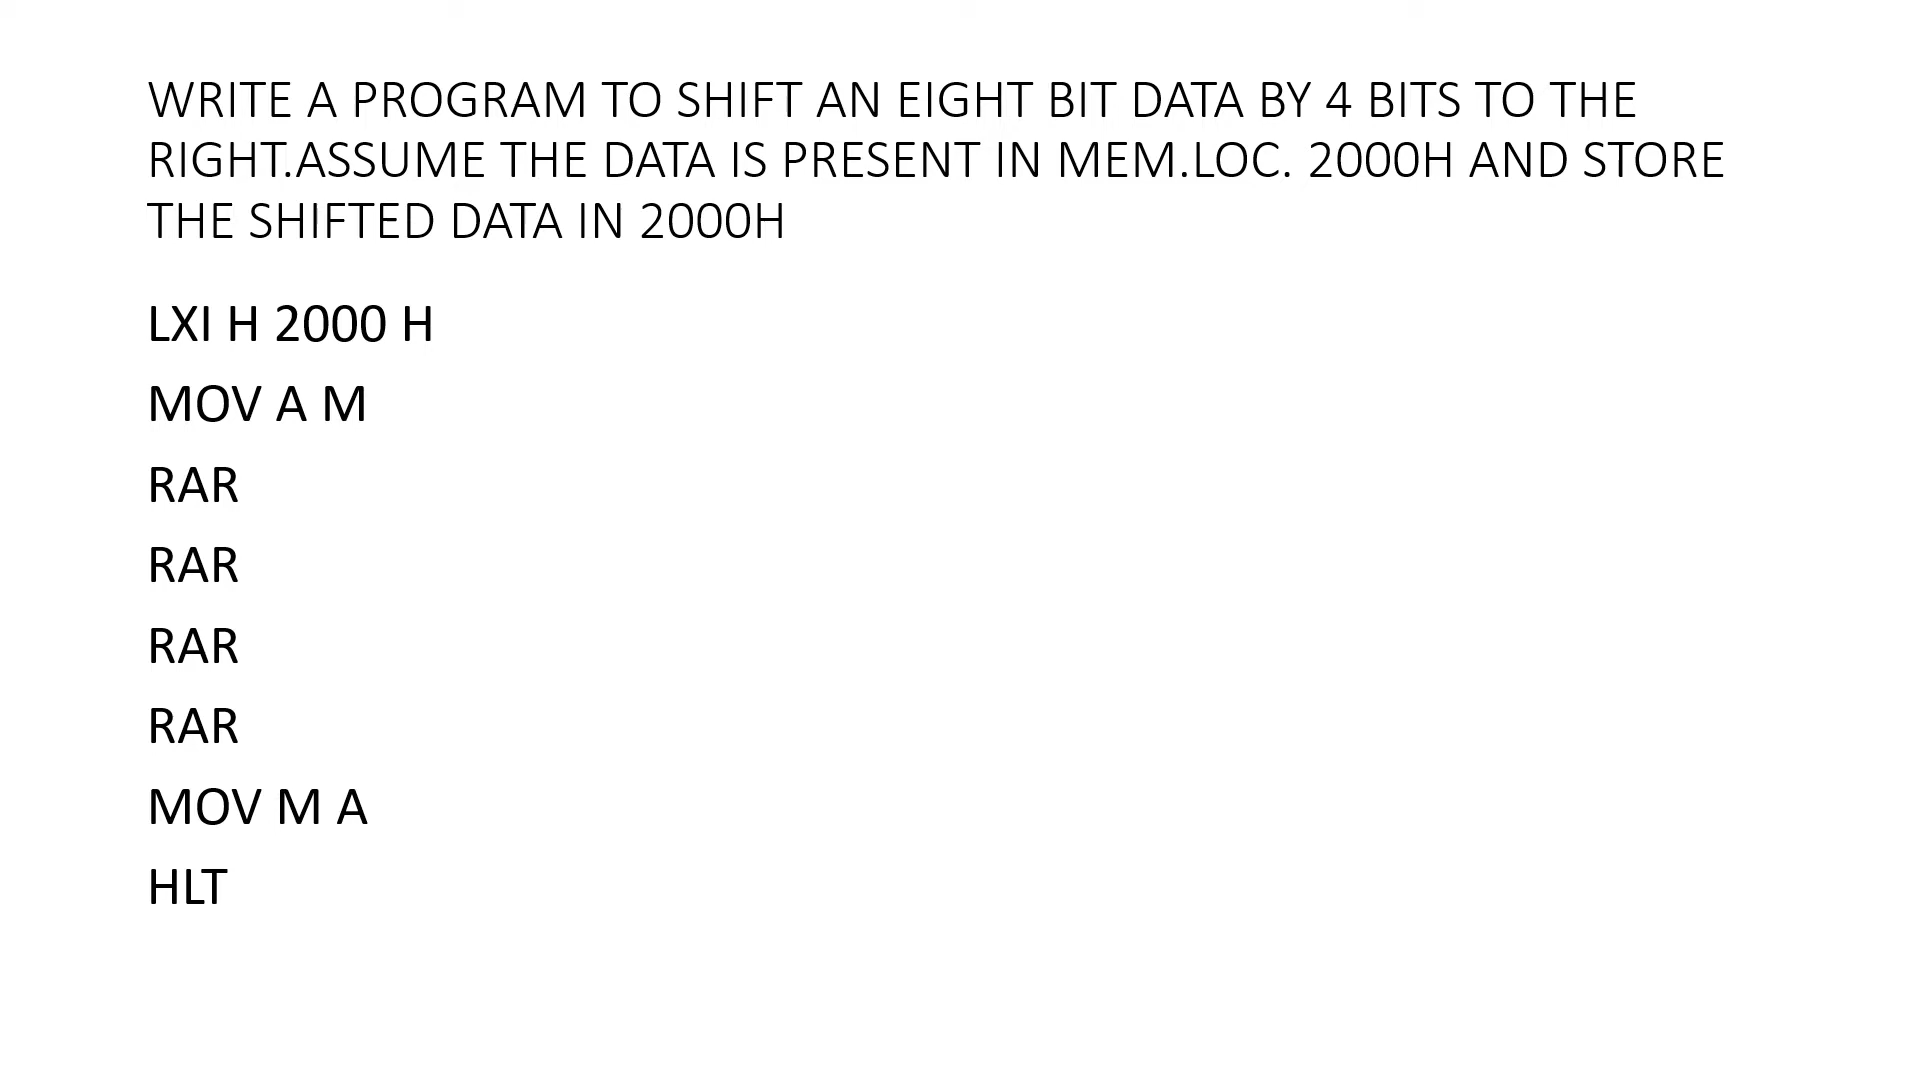 WRITE A PROGRAM TO SHIFT AN EIGHT BIT DATA BY 4 BITS TO THE
RIGHT.ASSUME THE DATA IS PRESENT IN MEM.LOC. 2000H AND STORE
THE SHIFTED DATA IN 2000H
LXI H 2000 H
MOV A M
RAR
RAR
RAR
RAR
MOV M A
HLT